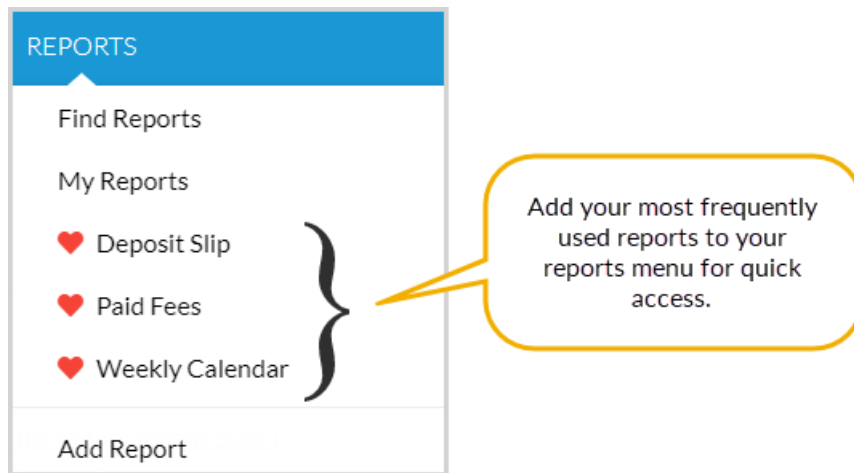 REPORTS
Find Reports
My Reports
Deposit Slip
Paid Fees
Weekly Calendar
Add Report
Add your most frequently
used reports to your
reports menu for quick
access.